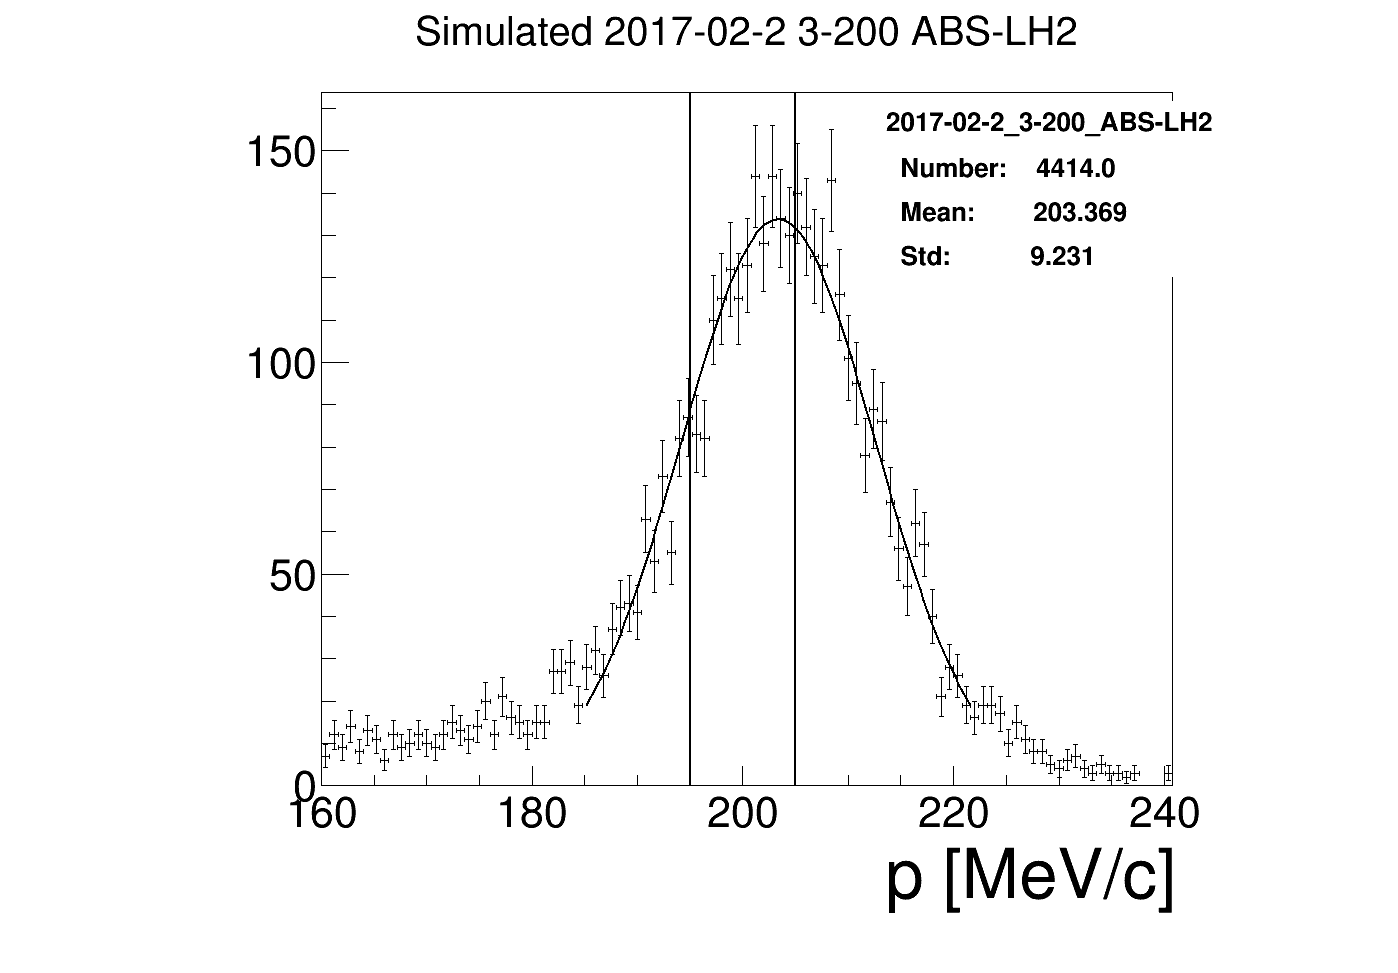 Simulated 2017-02-2 3-200 ABS-LH2
2017-02-2_3-200_ABS-LH2
Number: 4414.0
Mean: 203.369
Std: 9.231
150
100
50
0
160 180 200 220 240
p [MeV/c]